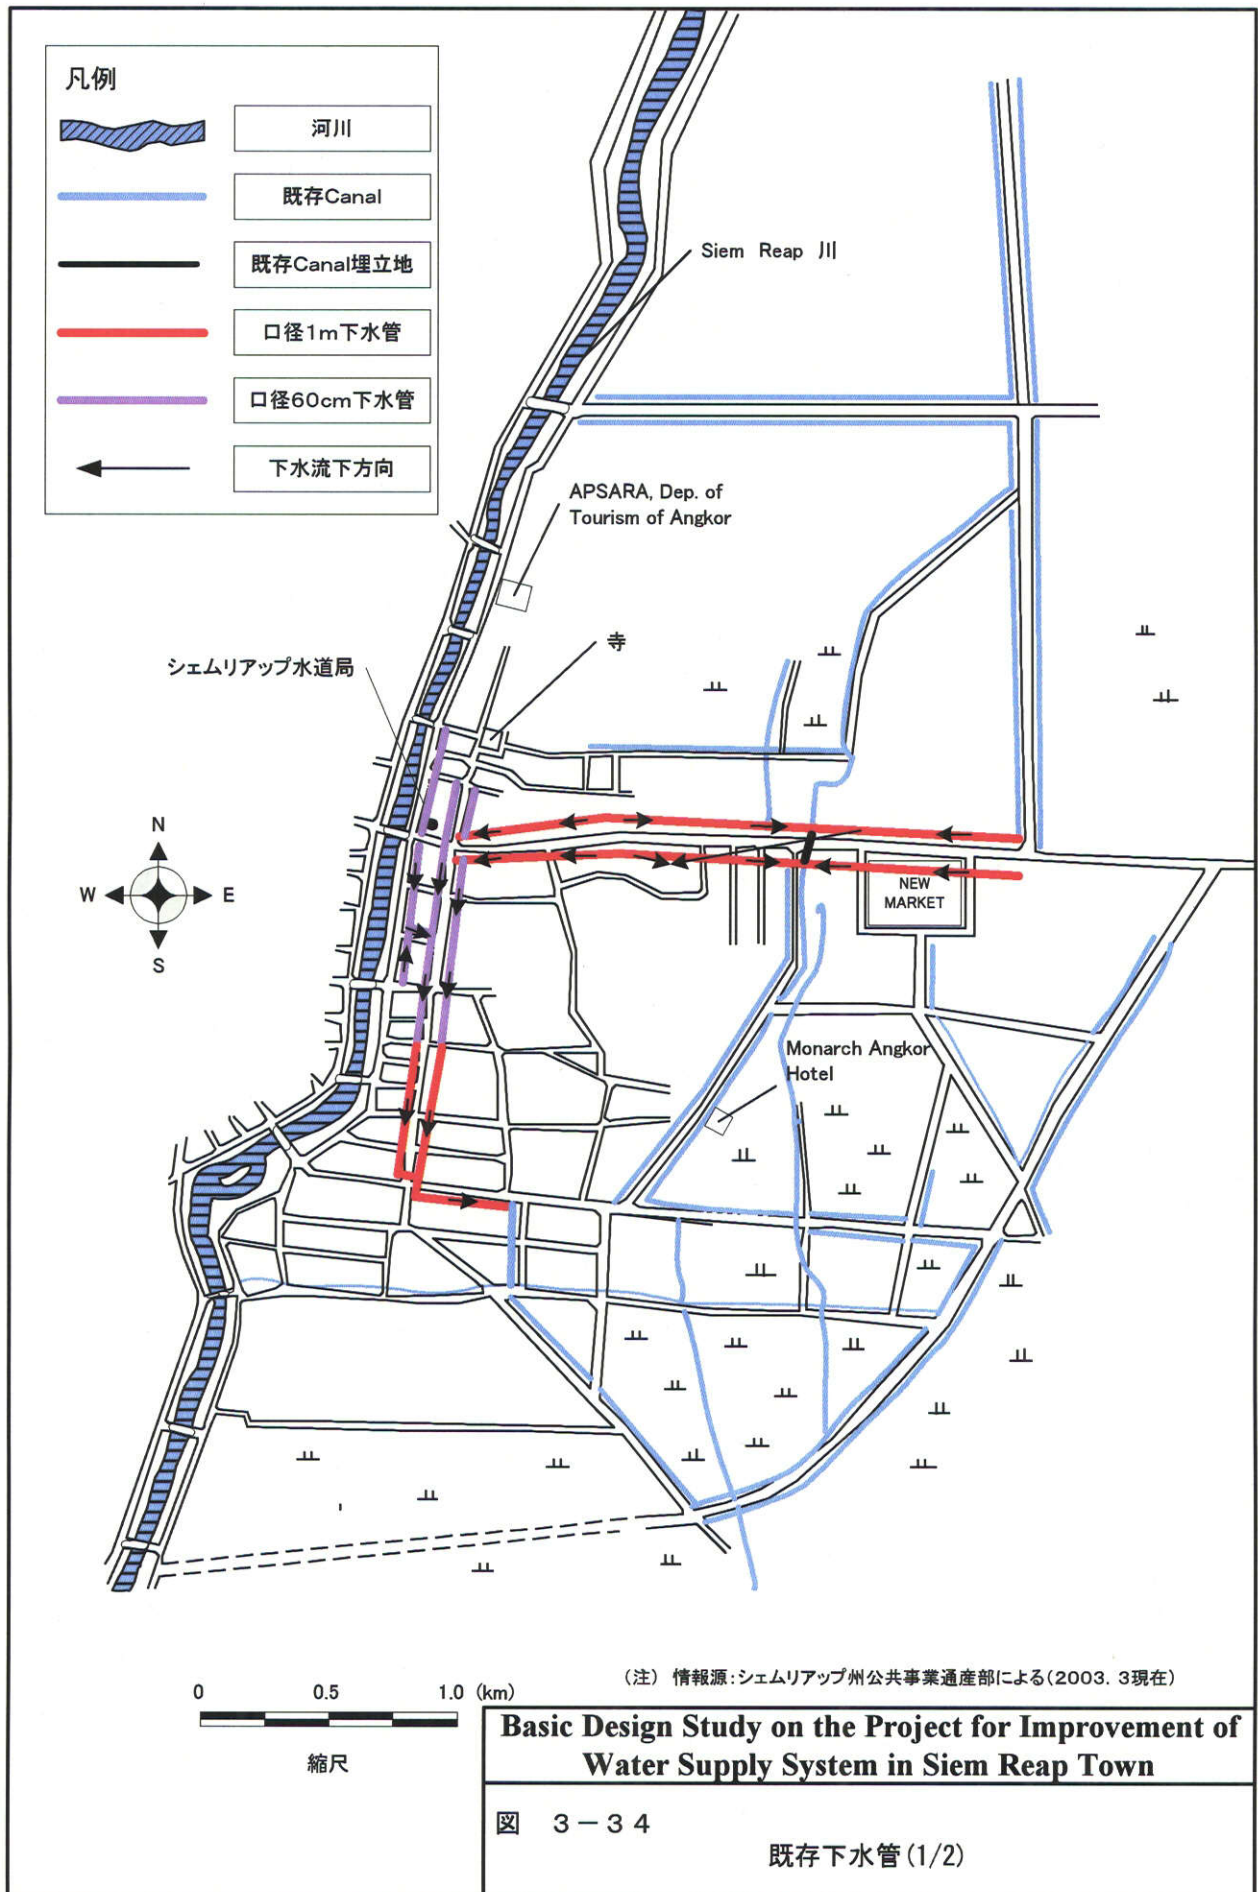 凡例
河川
既存Canal
既存Canal埋立地
口径1m下水管
口径60cm下水管
下水流下方向
Siem Reap 川
APSARA, Dep. of
Tourism of Angkor
寺
シェムリアップ水道局
N
W
E
S
NEW
MARKET
Monarch Angkor
Hotel
(注) 情報源:シェムリアップ州公共事業通産部による(2003. 3現在)
0 0.5 1.0 (km)
縮尺
Basic Design Study on the Project for Improvement of
Water Supply System in Siem Reap Town
図 3-34
既存下水管(1/2)